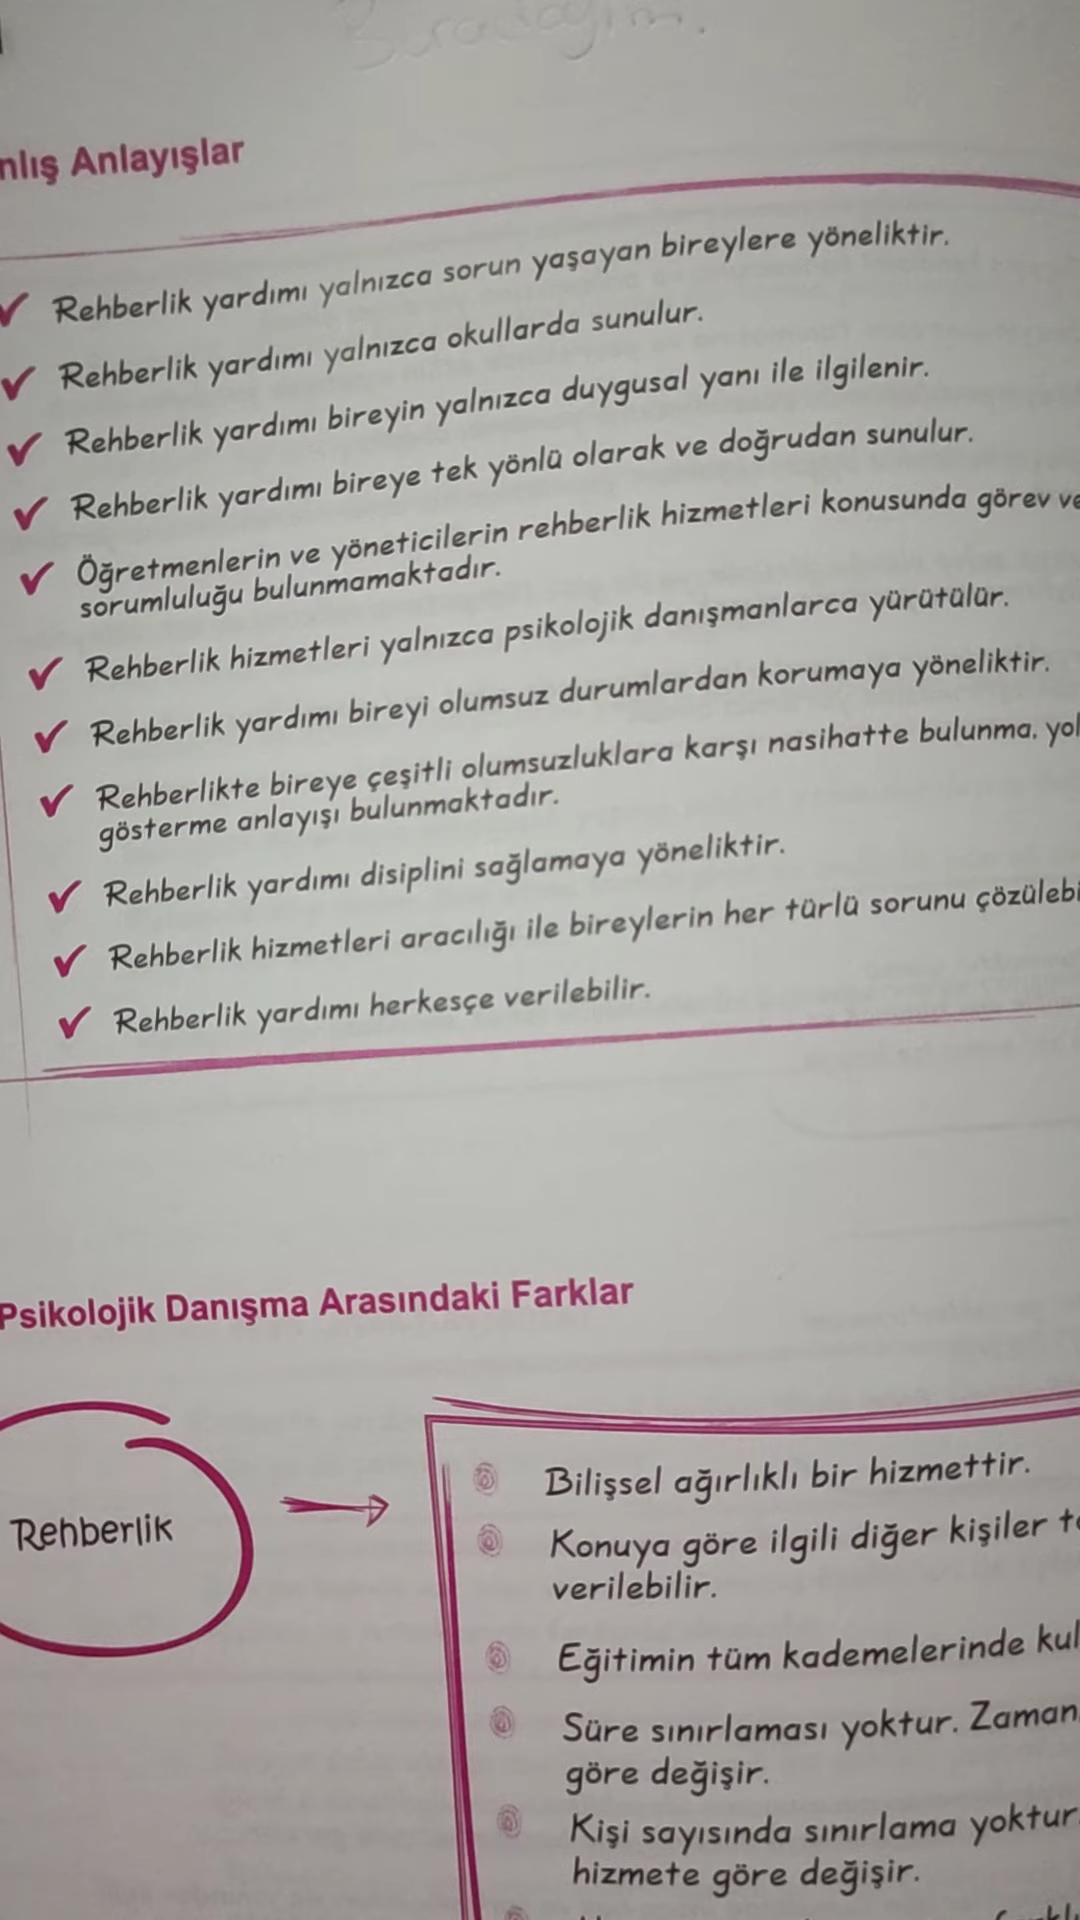 Buradayım.
Anlayışlar
Rehberlik yardımı yalnızca sorun yaşayan bireylere yöneliktir.
Rehberlik yardımı yalnızca okullarda sunulur.
Rehberlik yardımı bireyin yalnızca duygusal yanı ile ilgilenir.
Rehberlik yardımı bireye tek yönlü olarak ve doğrudan sunulur.
Öğretmenlerin ve yöneticilerin rehberlik hizmetleri konusunda görev ve
sorumluluğu bulunmamaktadır.
Rehberlik hizmetleri yalnızca psikolojik danışmanlarca yürütülür.
Rehberlik yardımı bireyi olumsuz durumlardan korumaya yöneliktir.
Rehberlikte bireye çeşitli olumsuzluklara karşı nasihatte bulunma, yol
gösterme anlayışı bulunmaktadır.
Rehberlik yardımı disiplini sağlamaya yöneliktir.
Rehberlik hizmetleri aracılığı ile bireylerin her türlü sorunu
Rehberlik yardımı herkesçe verilebilir.
Psikolojik Danışma Arasındaki Farklar
Rehberlik
Bilişsel ağırlıklı bir hizmettir.
Konuya göre ilgili diğer kişiler
verilebilir.
Eğitimin tüm kademelerinde
Süre sınırlaması yoktur. Zaman
göre değişir.
Kişi sayısında sınırlama yoktur
hizmete göre değişir.